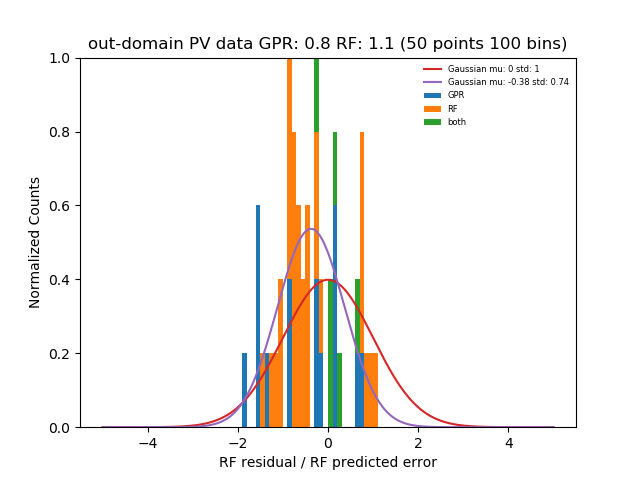 out-domain PV data GPR: 0.8 RF: 1.1 (50 points 100 bins)
Gaussian mu: 0 std: 1
Gaussian mu: -0.38 std: 0.74
GPR
RF
both
Normalized Counts
1.0
0.8
0.6
0.4
0.2
0.0
−4
−2
0
2
4
RF residual / RF predicted error